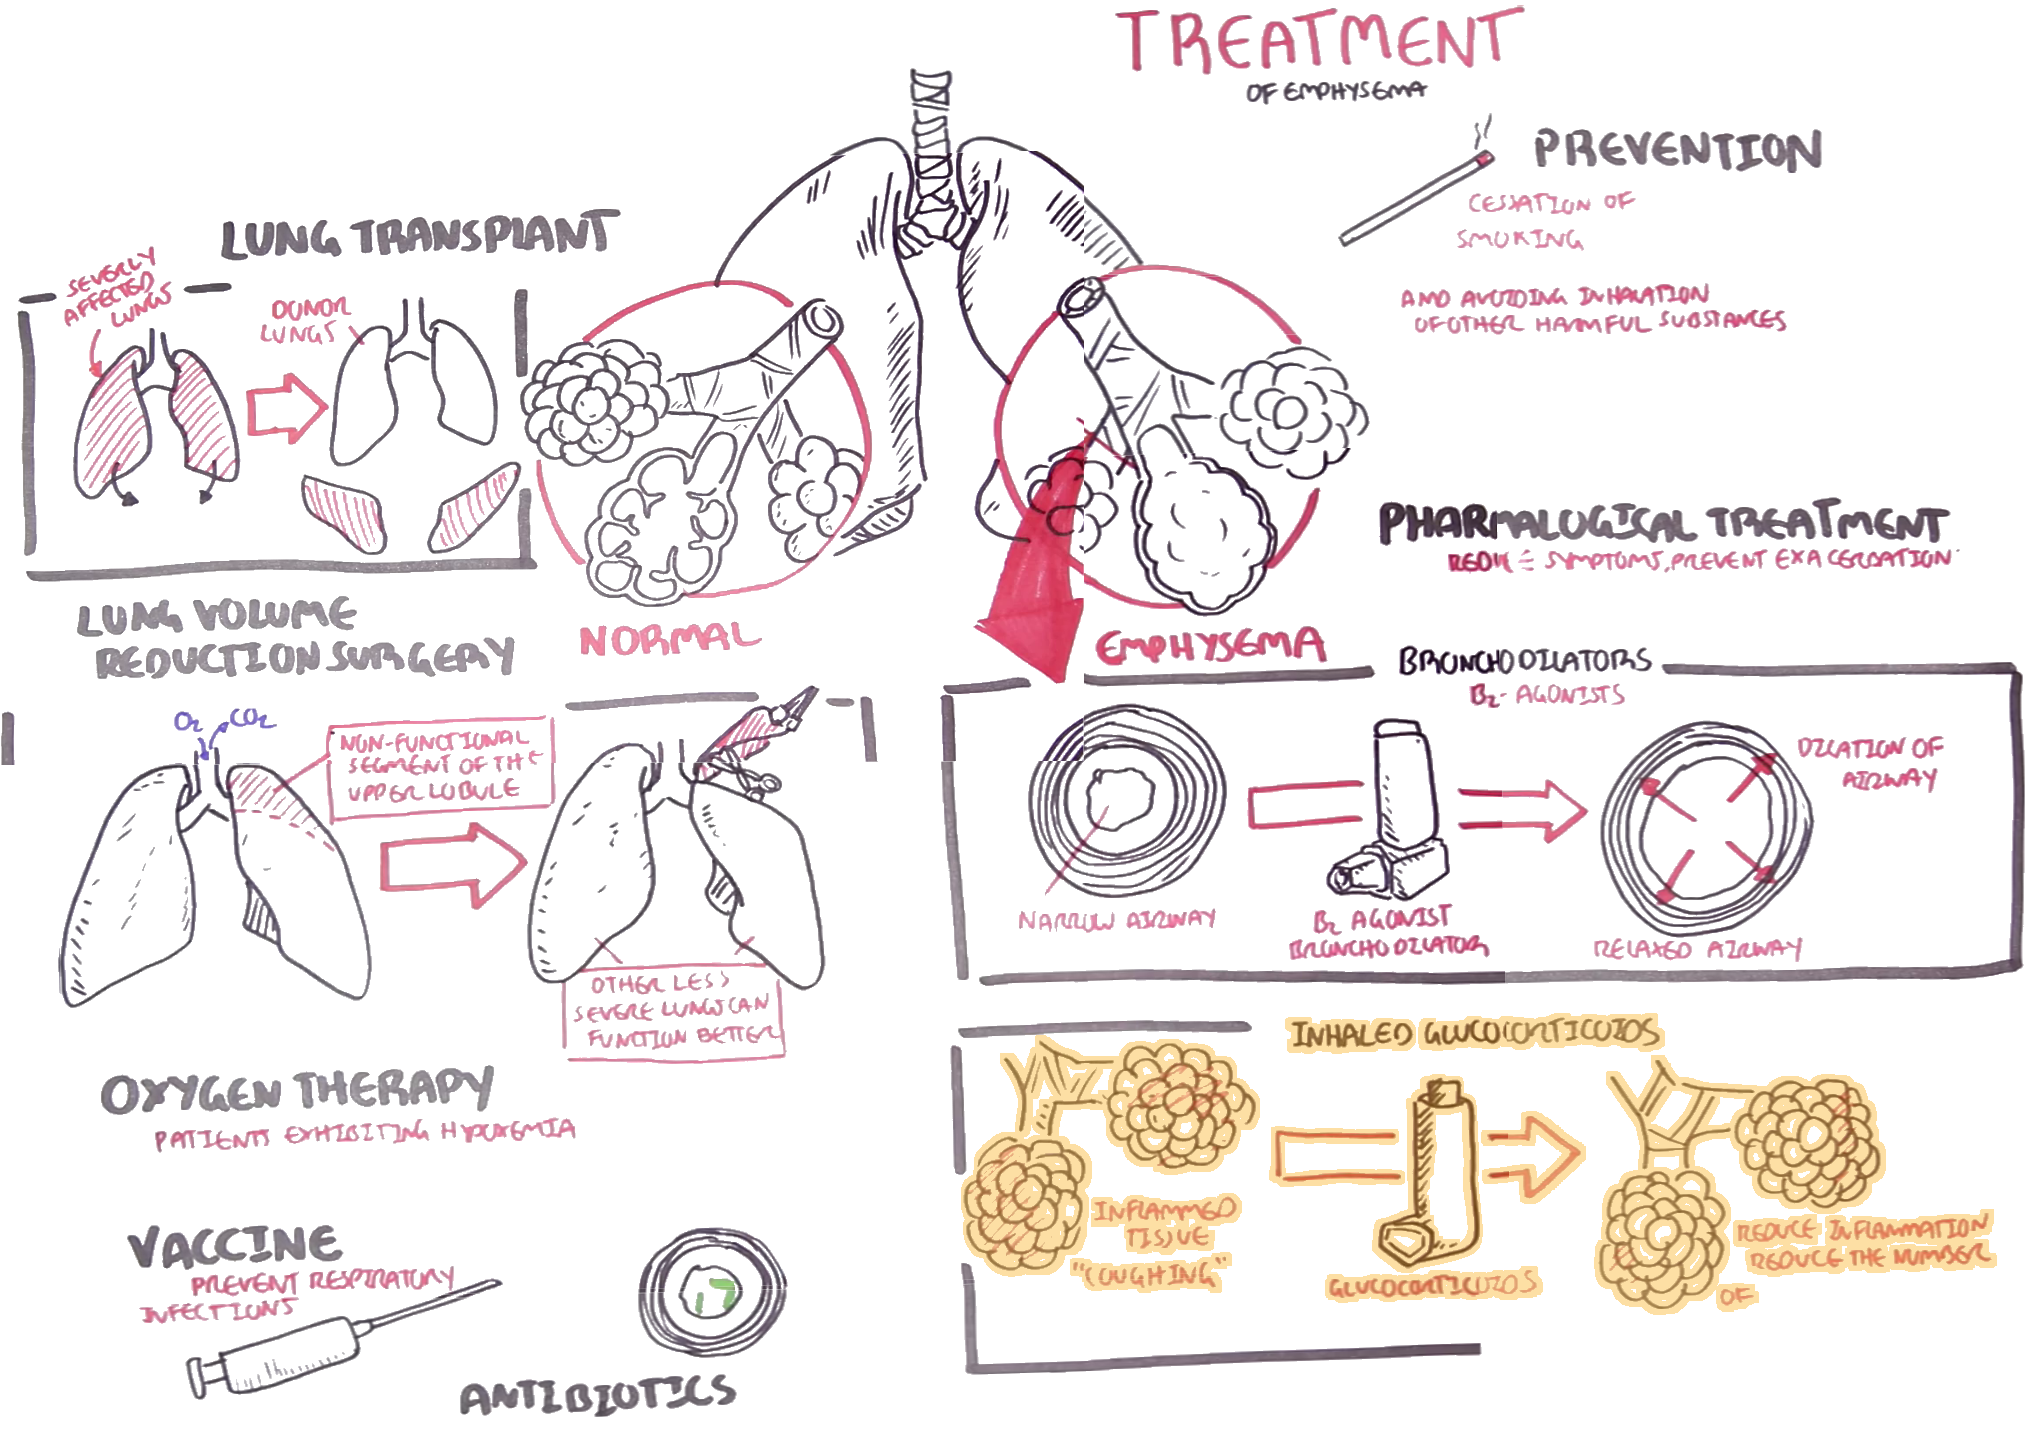 TREATMENT
OF EMPHYSEMA
PREVENTION
CESSATION OF
SMOKING
AND AVOIDING INHALATION
OF OTHER HARMFUL SUBSTANCES
LUNG TRANSPLANT
SEVERLY
AFFECTED
LUNGS
DONOR
LUNGS
NORMAL
EMPHYSEMA
PHARMALOGICAL TREATMENT
SYMPTOMS, PREVENT EXACERBATION
LUNG VOLUME
REDUCTION SURGERY
O2 CO2
NON-FUNCTIONAL
SEGMENT OF THE
UPPER LOBULE
OTHER LESS
SEVERE LUNGS CAN
FUNCTION BETTER
BRONCHODILATORS
B2-AGONISTS
NARROW AIRWAY
B2 AGONIST
BRONCHODILATOR
DILATION OF
AIRWAY
RELAXED AIRWAY
OXYGEN THERAPY
PATIENTS EXHIBITING HYPOXEMIA
INHALED GLUCOCORTICOIDS
INFLAMMED
TISSUE
"COUGHING"
GLUCOCORTICOIDS
REDUCE INFLAMMATION
REDUCE THE NUMBER
OF
VACCINE
PREVENT RESPIRATORY
INFECTIONS
ANTIBIOTICS